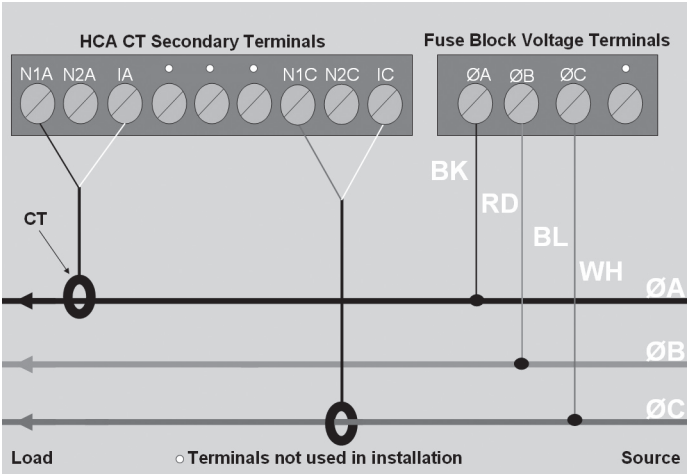 HCA CT Secondary Terminals
Fuse Block Voltage Terminals
N1A N2A IA N1C N2C IC
ØA ØB ØC
BK
RD
BL
WH
CT
ØA
ØB
ØC
Load
Terminals not used in installation
Source